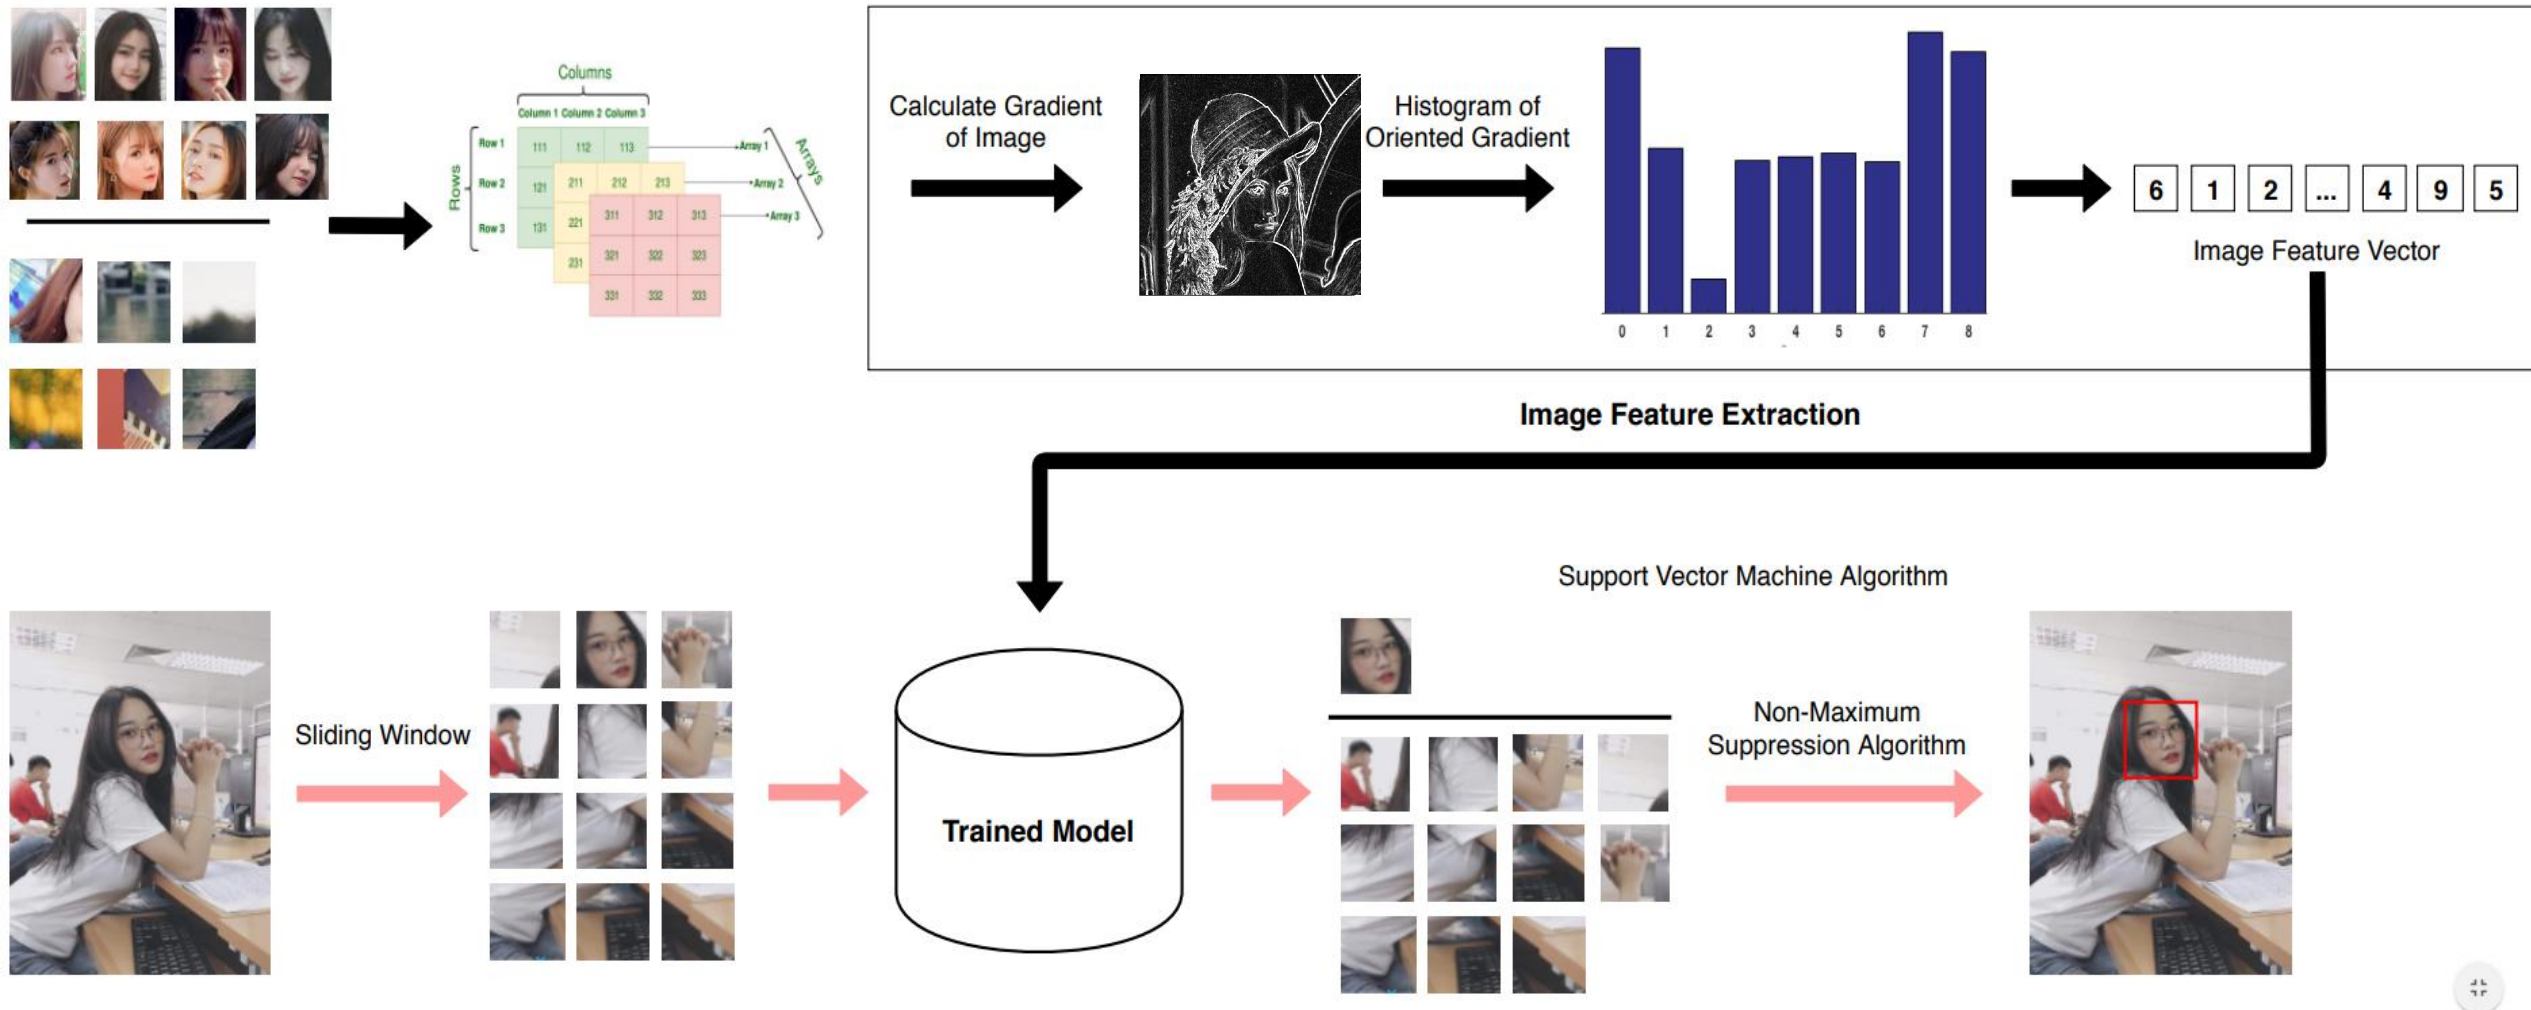 Columns
Column 1 Column 2 Column 3
Rows
Row 1
Row 2
Row 3
111 112 113
121
131
211 212 213
221
231
311 312 313
321 322 323
331 332 333
Array 1
Array 2
Array 3
Arrays
Calculate Gradient
of Image
Histogram of
Oriented Gradient
0 1 2 3 4 5 6 7 8
6 1 2 ... 4 9 5
Image Feature Vector
Image Feature Extraction
Support Vector Machine Algorithm
Sliding Window
Trained Model
Non-Maximum
Suppression Algorithm